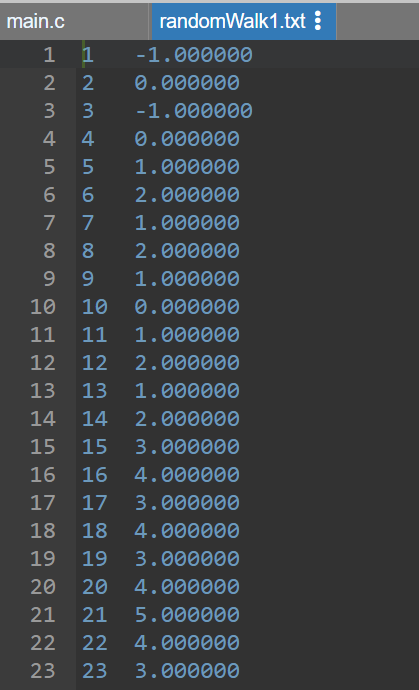 main.c randomWalk1.txt
1 1 -1.000000
2 2 0.000000
3 3 -1.000000
4 4 0.000000
5 5 1.000000
6 6 2.000000
7 7 1.000000
8 8 2.000000
9 9 1.000000
10 10 0.000000
11 11 1.000000
12 12 2.000000
13 13 1.000000
14 14 2.000000
15 15 3.000000
16 16 4.000000
17 17 3.000000
18 18 4.000000
19 19 3.000000
20 20 4.000000
21 21 5.000000
22 22 4.000000
23 23 3.000000